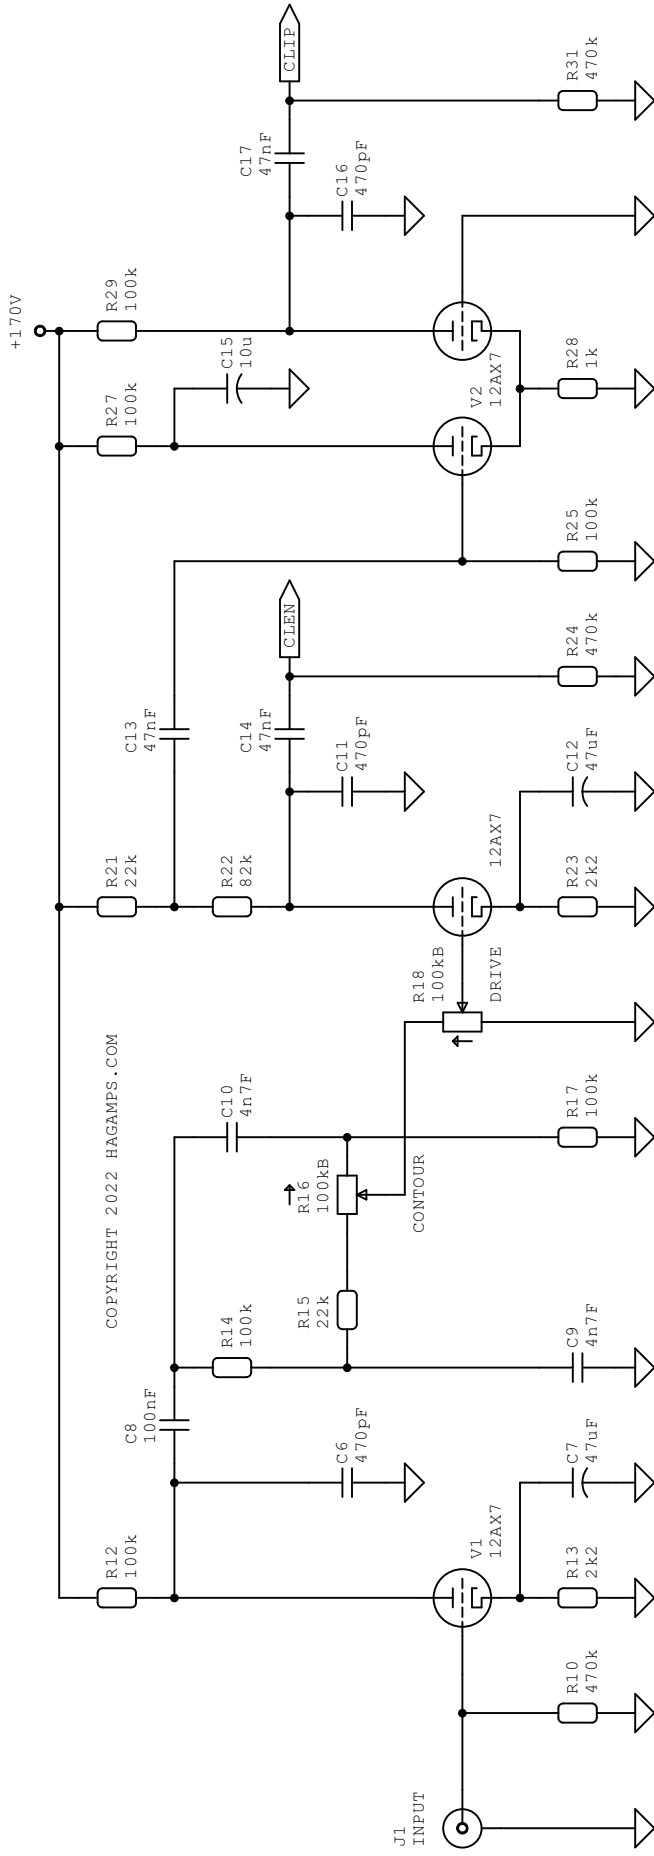 J1
INPUT
R10
470k
V1
12AX7
R13
2k2
C7
47uF
R12
100k
C6
470pF
C8
100nF
R14
100k
R15
22k
C9
4n7F
COPYRIGHT 2022 HAGAMPS.COM
R16
100kB
CONTOUR
C10
4n7F
R17
100k
R18
100kB
DRIVE
R21
22k
R22
82k
12AX7
R23
2k2
C12
47uF
C11
470pF
C13
47nF
C14
47nF
CLEN
R24
470k
R25
100k
R27
100k
C15
10u
V2
12AX7
R28
1k
+170V
R29
100k
C16
470pF
C17
47nF
CLIP
R31
470k